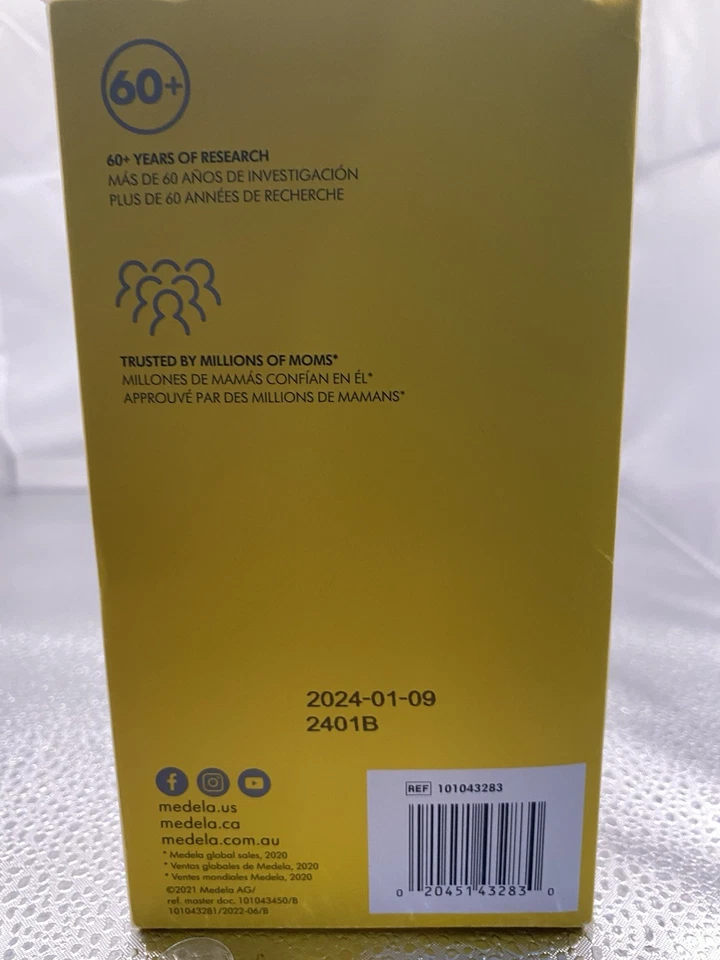 60+
60+ YEARS OF RESEARCH
MÁS DE 60 AÑOS DE INVESTIGACIÓN
PLUS DE 60 ANNÉES DE RECHERCHE
TRUSTED BY MILLIONS OF MOMS*
MILLONES DE MAMÁS CONFÍAN EN ÉL*
APPROUVÉ PAR DES MILLIONS DE MAMANS*
2024-01-09
2401B
medela.us
medela.ca
medela.com.au
* Medela global sales, 2020
* Ventas globales de Medela, 2020
* Ventes mondiales Medela, 2020
©2021 Medela AG/
ref. master doc. 101043450/B
101043281/2022-06/B
REF 101043283
0 20451 43283 0